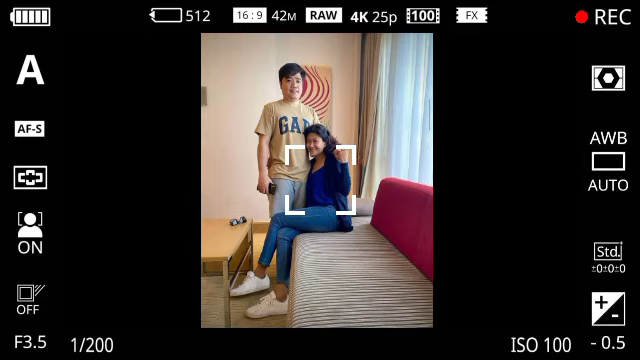 512 16:9 42M RAW 4K 25p 100 FX REC
A
AF-S
AWB
AUTO
GAP
ON
Std.
±0±0±0
OFF
F3.5 1/200 ISO 100 - 0.5